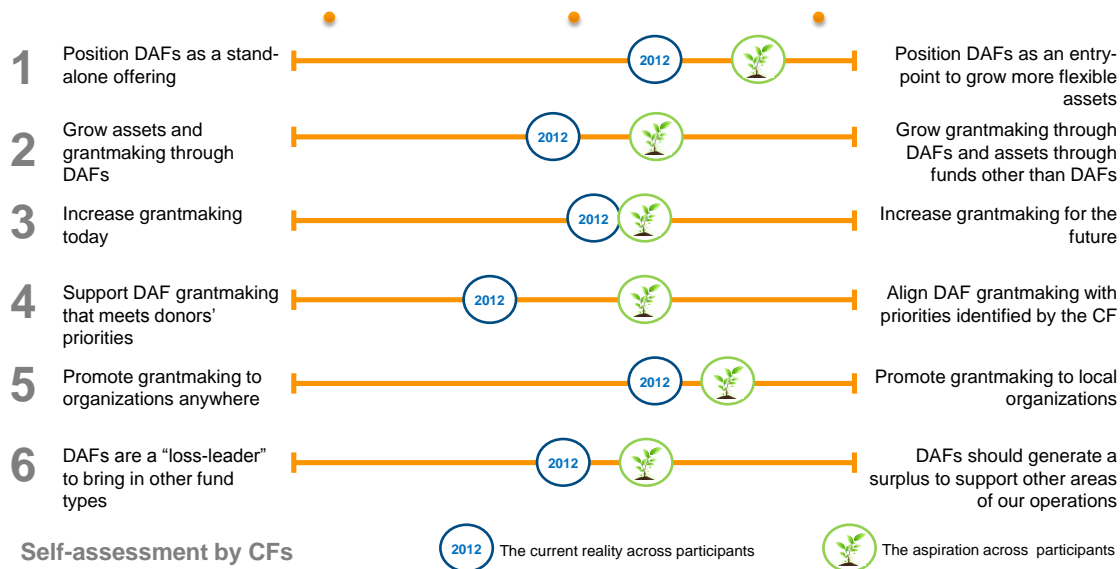 1
Position DAFs as a stand-
alone offering
2012
Position DAFs as an entry-
point to grow more flexible
assets
2
Grow assets and
grantmaking through
DAFs
2012
Grow grantmaking through
DAFs and assets through
funds other than DAFs
3
Increase grantmaking
today
2012
Increase grantmaking for the
future
4
Support DAF grantmaking
that meets donors’
priorities
2012
Align DAF grantmaking with
priorities identified by the CF
5
Promote grantmaking to
organizations anywhere
2012
Promote grantmaking to local
organizations
6
DAFs are a “loss-leader”
to bring in other fund
types
2012
DAFs should generate a
surplus to support other areas
of our operations
Self-assessment by CFs
2012
The current reality across participants
The aspiration across participants